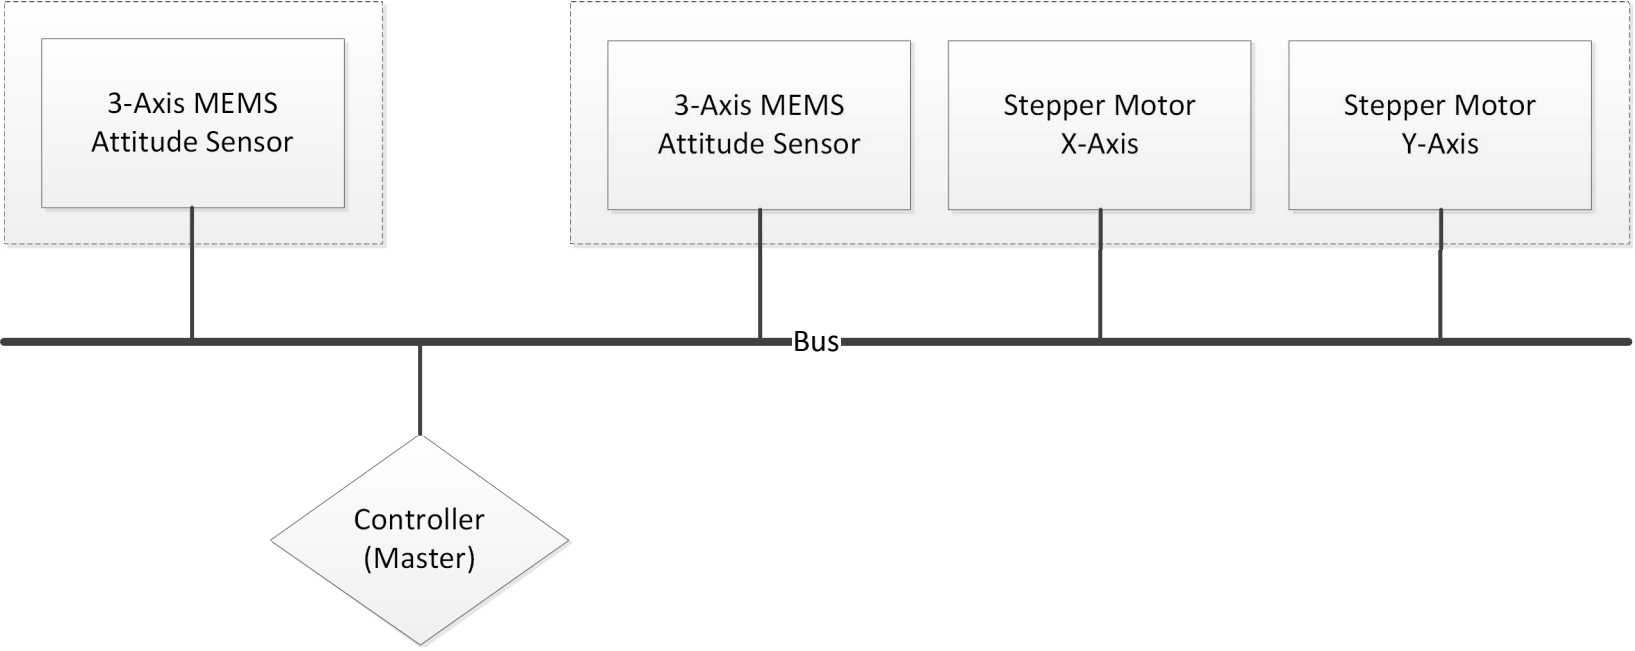 3-Axis MEMS
Attitude Sensor
3-Axis MEMS
Attitude Sensor
Stepper Motor
X-Axis
Stepper Motor
Y-Axis
Bus
Controller
(Master)